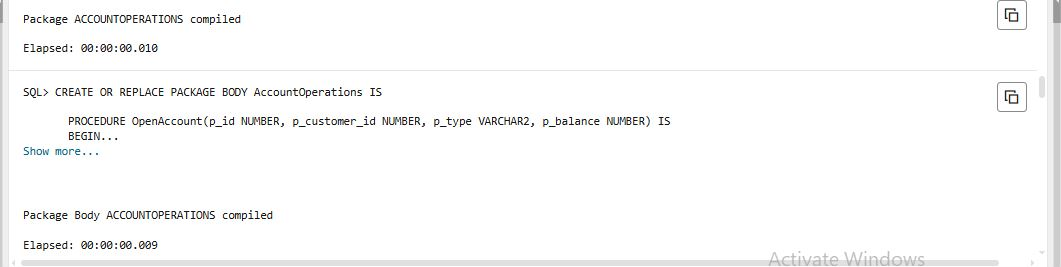 Package ACCOUNTOPERATIONS compiled
Elapsed: 00:00:00.010
SQL> CREATE OR REPLACE PACKAGE BODY AccountOperations IS
PROCEDURE OpenAccount(p_id NUMBER, p_customer_id NUMBER, p_type VARCHAR2, p_balance NUMBER) IS
BEGIN...
Show more...
Package Body ACCOUNTOPERATIONS compiled
Elapsed: 00:00:00.009
Activate Windows